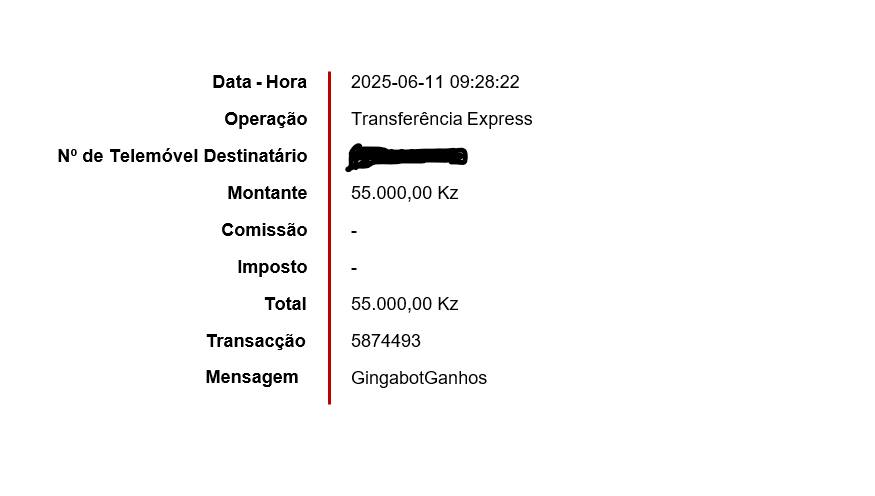 Data - Hora 2025-06-11 09:28:22
Operação Transferência Express
Nº de Telemóvel Destinatário
Montante 55.000,00 Kz
Comissão -
Imposto -
Total 55.000,00 Kz
Transacção 5874493
Mensagem GingabotGanhos